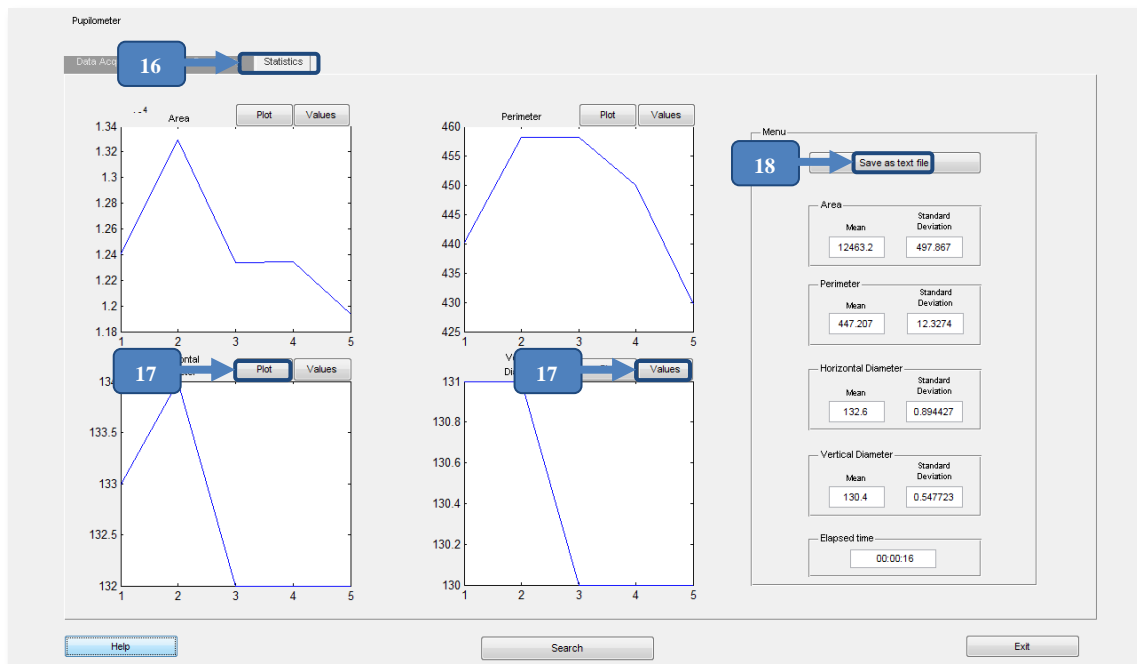 Pupilometer
Data Acq
16
Statistics
Area
Plot
Values
1.34
1.32
1.3
1.28
1.26
1.24
1.22
1.2
1.18
1
2
3
4
5
Perimeter
Plot
Values
460
455
450
445
440
435
430
425
1
2
3
4
5
17
Plot
Values
133.5
133
132.5
132
1
2
3
4
5
17
Values
131
130.8
130.6
130.4
130.2
130
1
2
3
4
5
Menu
18
Save as text file
Area
Mean
Standard
Deviation
12463.2
497.867
Perimeter
Mean
Standard
Deviation
447.207
12.3274
Horizontal Diameter
Mean
Standard
Deviation
132.6
0.894427
Vertical Diameter
Mean
Standard
Deviation
130.4
0.547723
Elapsed time
00:00:16
Help
Search
Exit